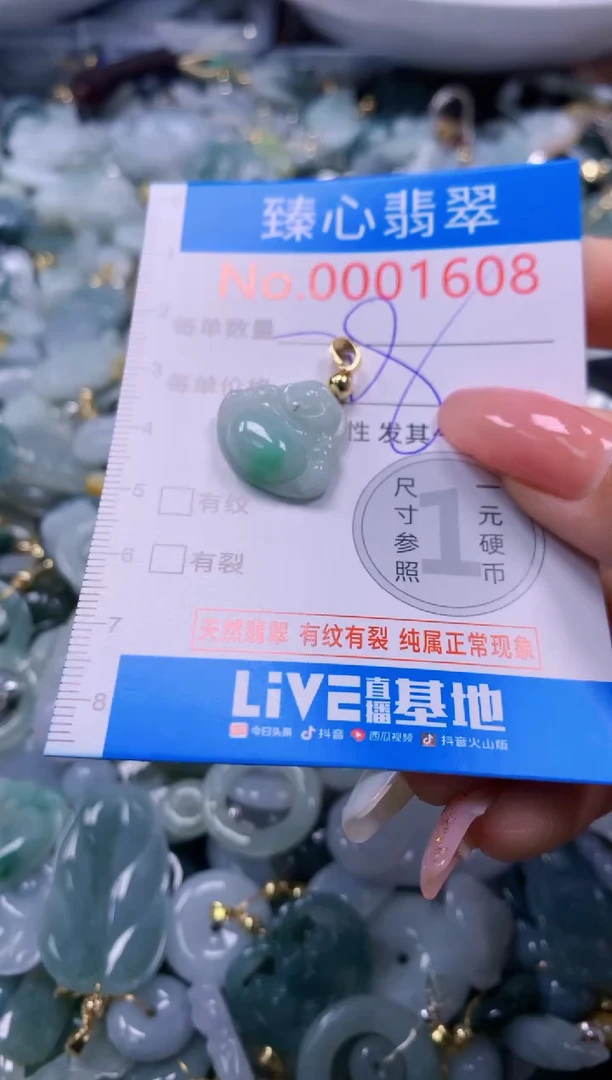 臻心翡翠
No.0001608
每单数量
每单价格
性发其
有纹
有裂
尺寸参照
1
一元硬币
天然翡翠 有纹有裂 纯属正常现象
1
2
3
4
5
6
7
8
LiVE直播基地
今日头条 抖音 西瓜视频 抖音火山版